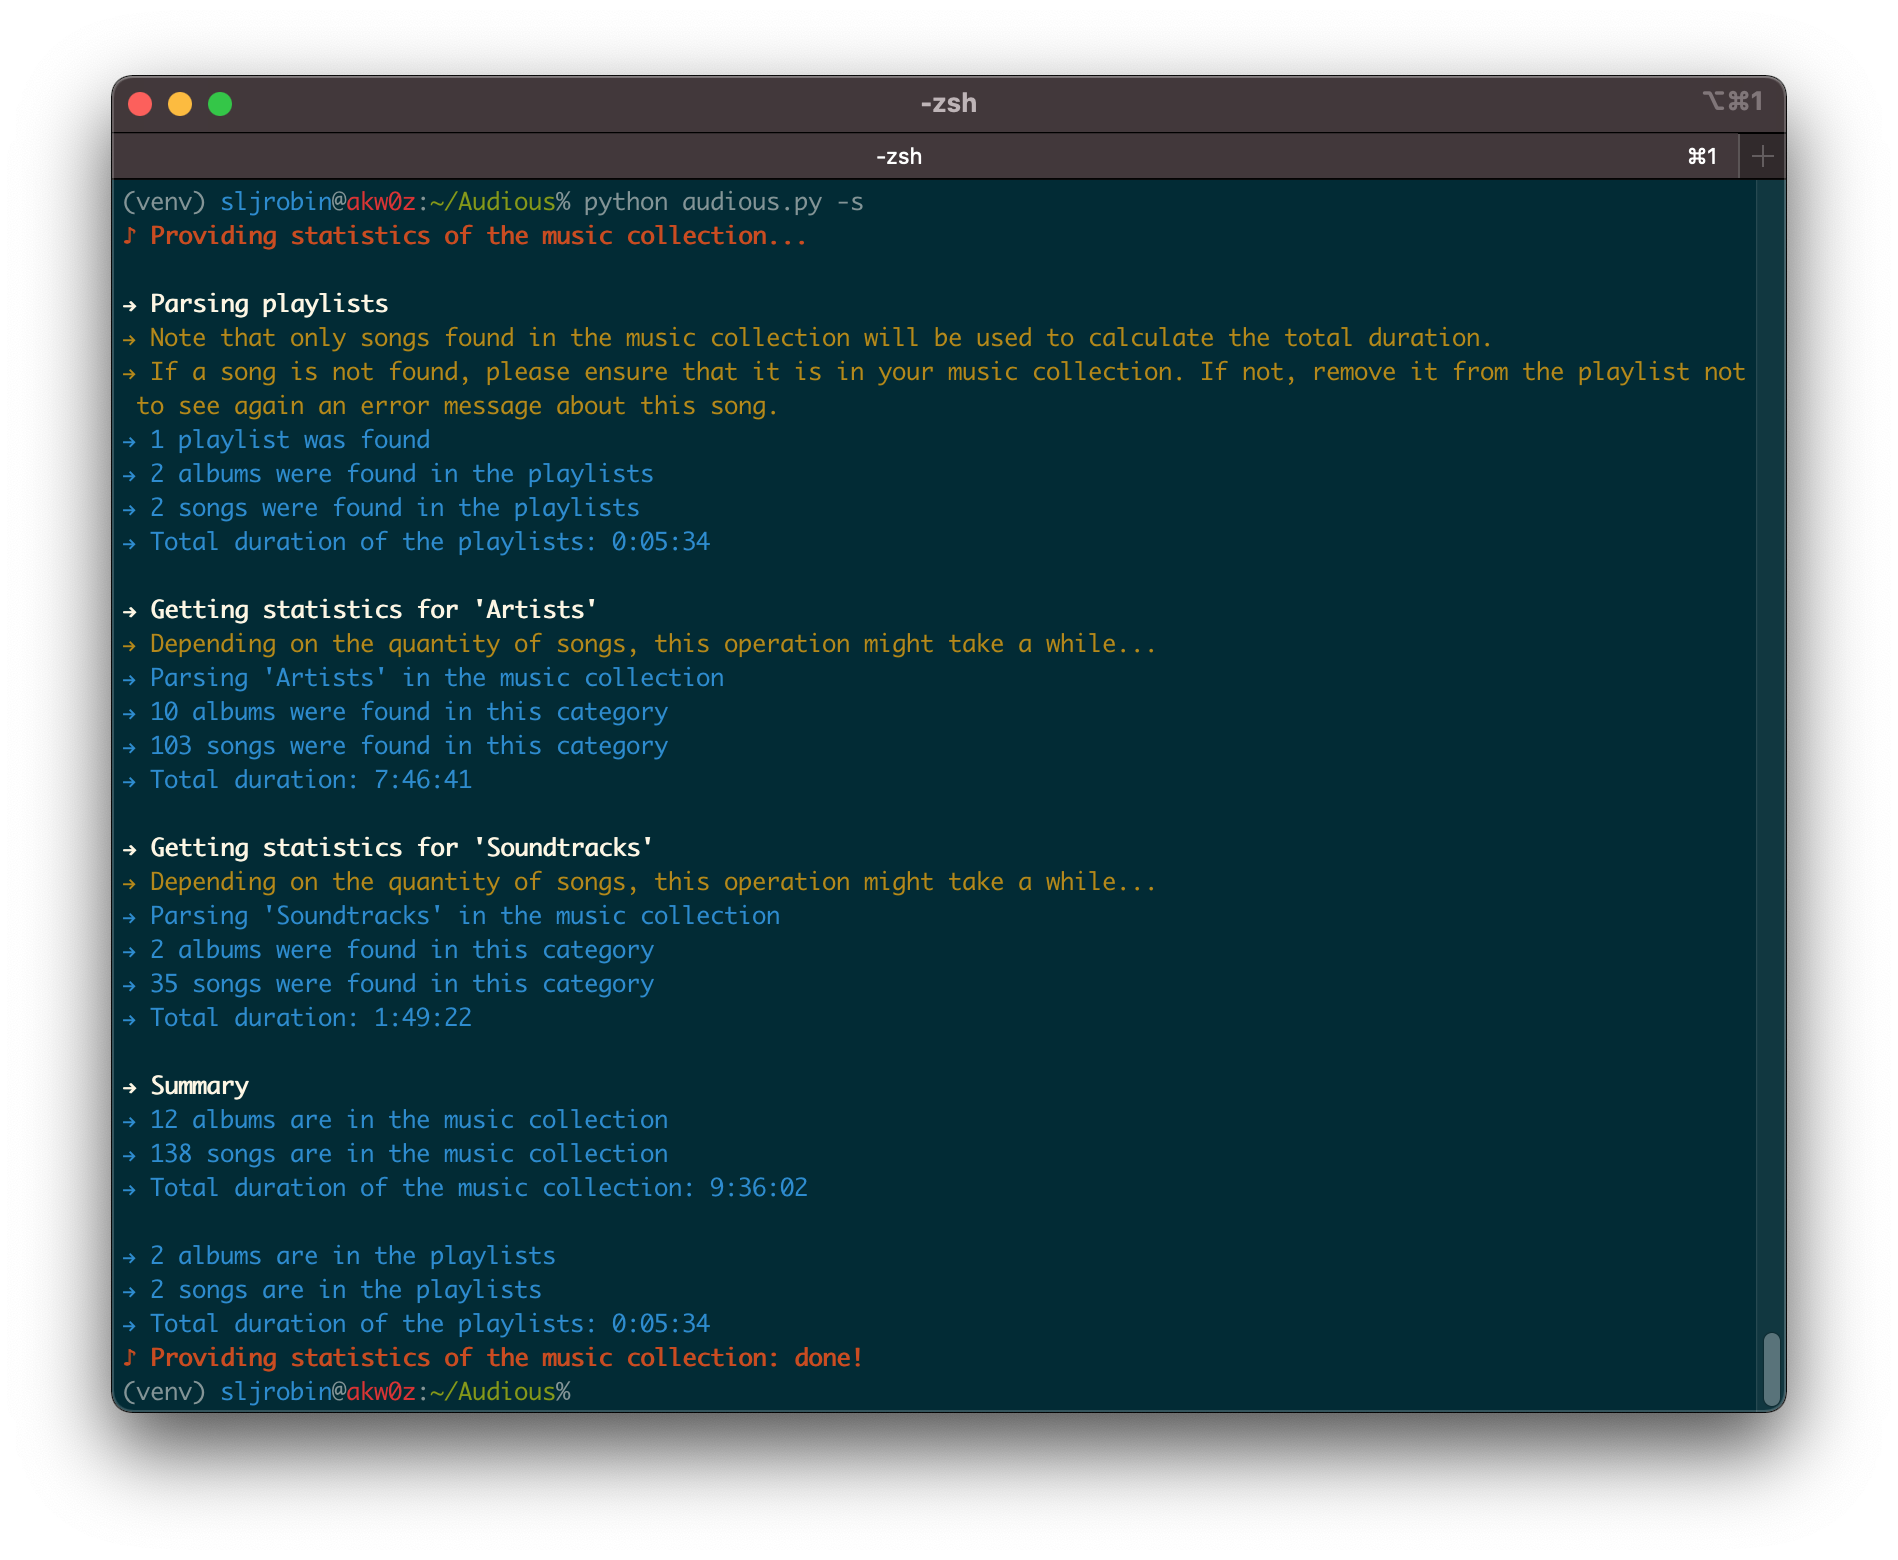 -zsh ⌥⌘1
-zsh ⌘1
(venv) sljrobin@akw0z:~/Audious% python audious.py -s
♪ Providing statistics of the music collection...
→ Parsing playlists
→ Note that only songs found in the music collection will be used to calculate the total duration.
→ If a song is not found, please ensure that it is in your music collection. If not, remove it from the playlist not
to see again an error message about this song.
→ 1 playlist was found
→ 2 albums were found in the playlists
→ 2 songs were found in the playlists
→ Total duration of the playlists: 0:05:34
→ Getting statistics for 'Artists'
→ Depending on the quantity of songs, this operation might take a while...
→ Parsing 'Artists' in the music collection
→ 10 albums were found in this category
→ 103 songs were found in this category
→ Total duration: 7:46:41
→ Getting statistics for 'Soundtracks'
→ Depending on the quantity of songs, this operation might take a while...
→ Parsing 'Soundtracks' in the music collection
→ 2 albums were found in this category
→ 35 songs were found in this category
→ Total duration: 1:49:22
→ Summary
→ 12 albums are in the music collection
→ 138 songs are in the music collection
→ Total duration of the music collection: 9:36:02
→ 2 albums are in the playlists
→ 2 songs are in the playlists
→ Total duration of the playlists: 0:05:34
♪ Providing statistics of the music collection: done!
(venv) sljrobin@akw0z:~/Audious%